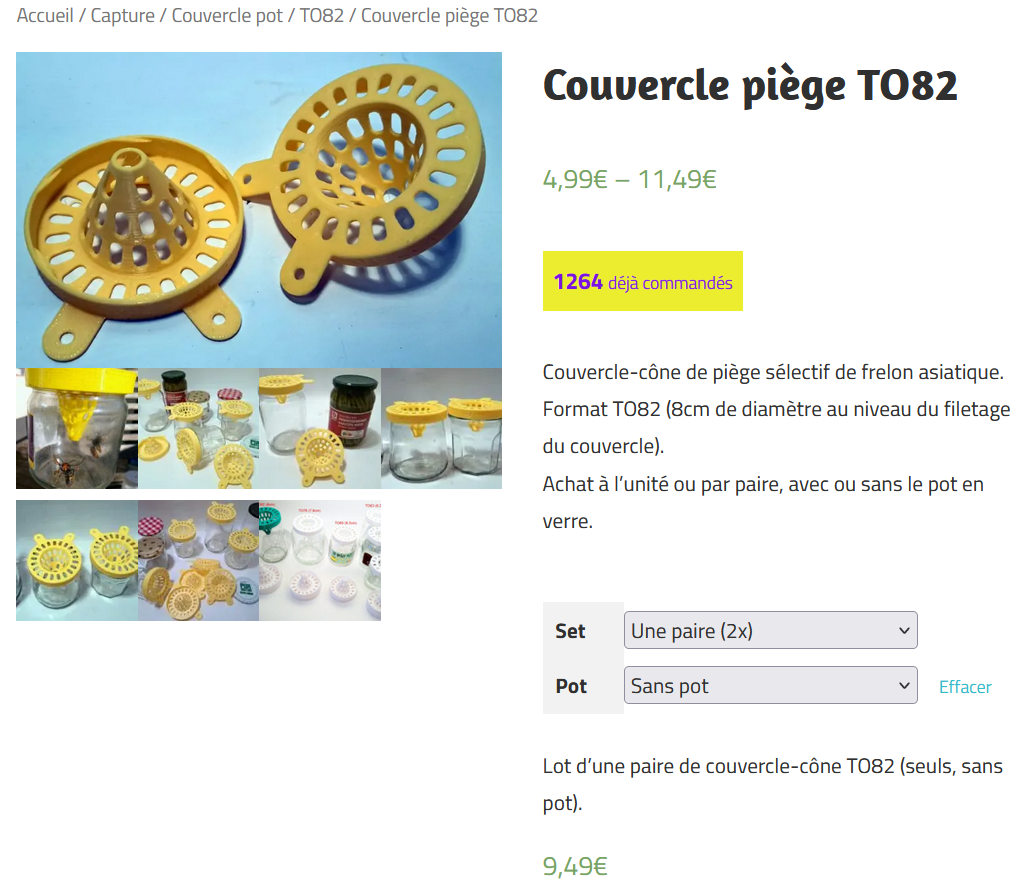 Accueil / Capture / Couvercle pot / TO82 / Couvercle piège TO82
Couvercle piège TO82
4,99€ – 11,49€
1264 déjà commandés
Couvercle-cône de piège sélectif de frelon asiatique.
Format TO82 (8cm de diamètre au niveau du filetage
du couvercle).
Achat à l’unité ou par paire, avec ou sans le pot en
verre.
Set
Une paire (2x)
Pot
Sans pot
Effacer
Lot d’une paire de couvercle-cône TO82 (seuls, sans
pot).
9,49€